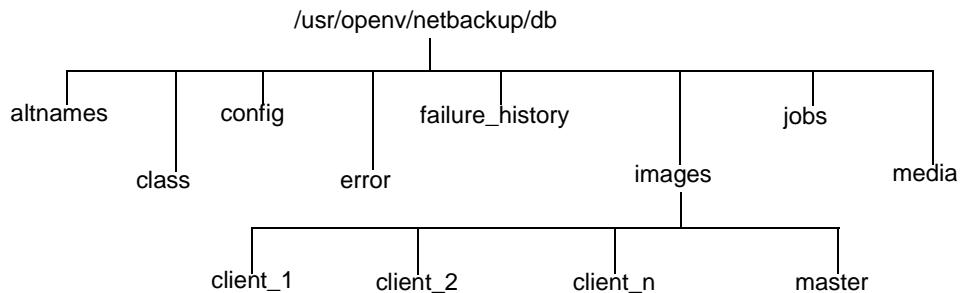 /usr/openv/netbackup/db
altnames
config
failure_history
jobs
class
error
images
media
client_1
client_2
client_n
master